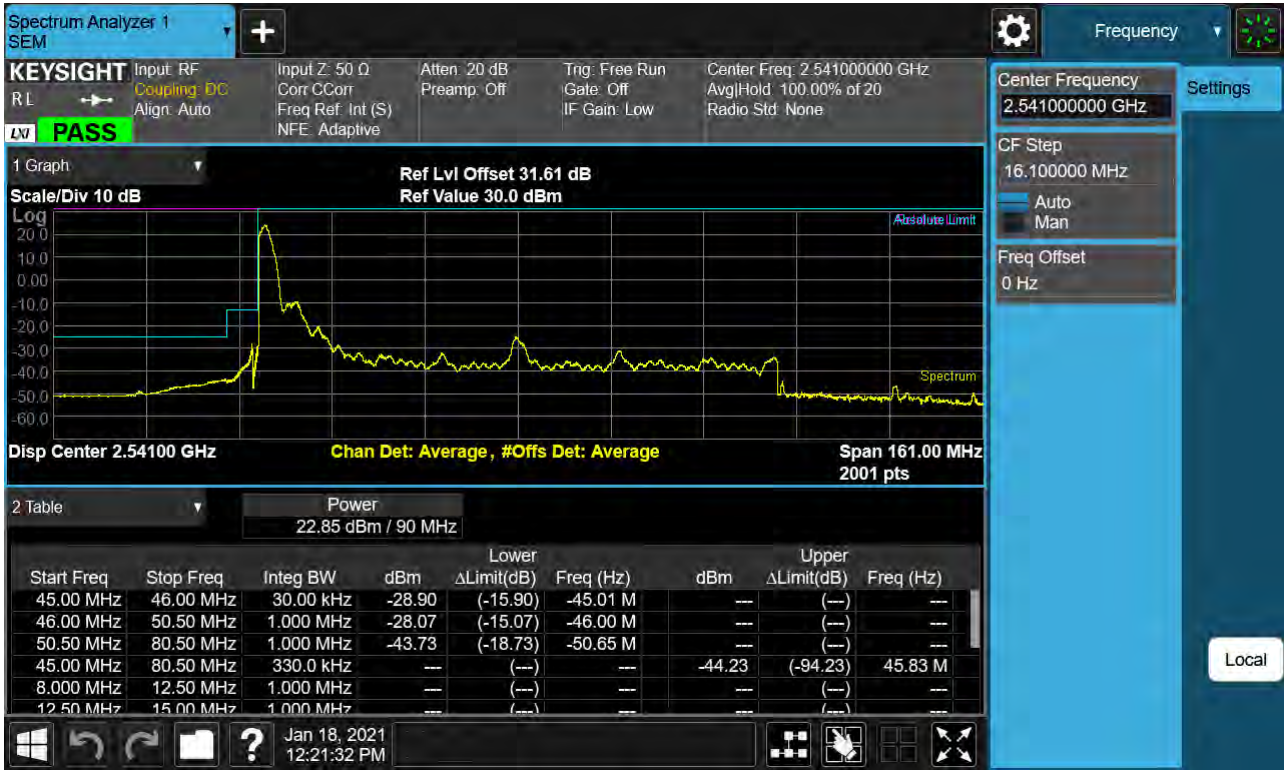 Spectrum Analyzer 1
SEM
Frequency
KEYSIGHT
RL
LXI
PASS
Input: RF
Coupling: DC
Align: Auto
Input Z: 50 Ω
Corr CCorr
Freq Ref: Int (S)
NFE: Adaptive
Atten: 20 dB
Preamp: Off
Trig: Free Run
Gate: Off
IF Gain: Low
Center Freq: 2.541000000 GHz
Avg|Hold: 100.00% of 20
Radio Std: None
Center Frequency
2.541000000 GHz
Settings
CF Step
16.100000 MHz
Auto
Man
Freq Offset
0 Hz
Local
1 Graph
Scale/Div 10 dB
Ref Lvl Offset 31.61 dB
Ref Value 30.0 dBm
Log
20.0
10.0
0.00
-10.0
-20.0
-30.0
-40.0
-50.0
-60.0
Limit
Spectrum
Disp Center 2.54100 GHz
Chan Det: Average, #Offs Det: Average
Span 161.00 MHz
2001 pts
2 Table
Power
22.85 dBm / 90 MHz
Lower Upper
Start Freq Stop Freq Integ BW dBm ΔLimit(dB) Freq (Hz) dBm ΔLimit(dB) Freq (Hz)
45.00 MHz 46.00 MHz 30.00 kHz -28.90 (-15.90) -45.01 M --- (---) ---
46.00 MHz 50.50 MHz 1.000 MHz -28.07 (-15.07) -46.00 M --- (---) ---
50.50 MHz 80.50 MHz 1.000 MHz -43.73 (-18.73) -50.65 M --- (---) ---
45.00 MHz 80.50 MHz 330.0 kHz --- (---) --- -44.23 (-94.23) 45.83 M
8.000 MHz 12.50 MHz 1.000 MHz --- (---) --- --- (---) ---
12.50 MHz 15.00 MHz 1.000 MHz --- (---) --- --- (---) ---
Jan 18, 2021
12:21:32 PM